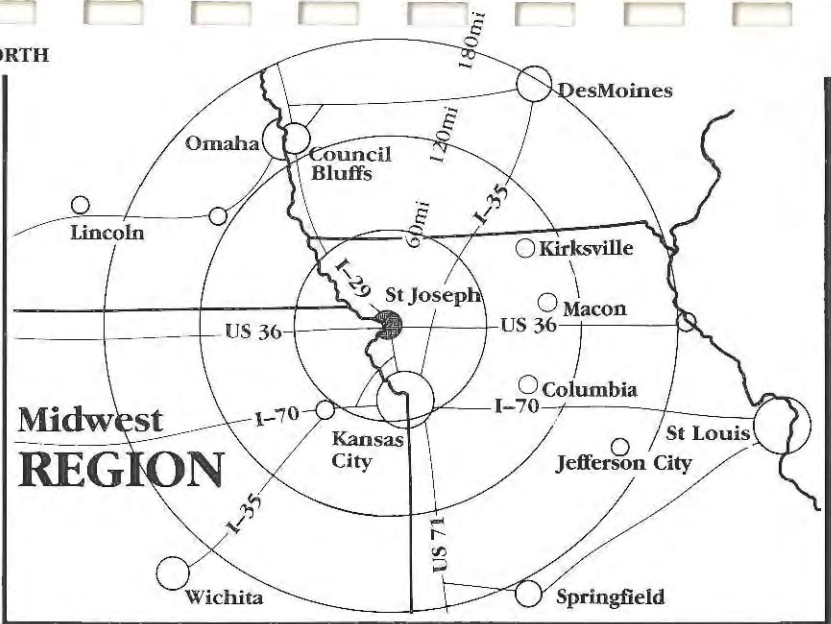 ORTH
180mi
DesMoines
Omaha
Council
Bluffs
120mi
I–35
Lincoln
60mi
Kirksville
I–29
St Joseph
Macon
US 36
US 36
Columbia
I–70
I–70
Midwest
REGION
Kansas
City
St Louis
Jefferson City
I–35
US 71
Wichita
Springfield